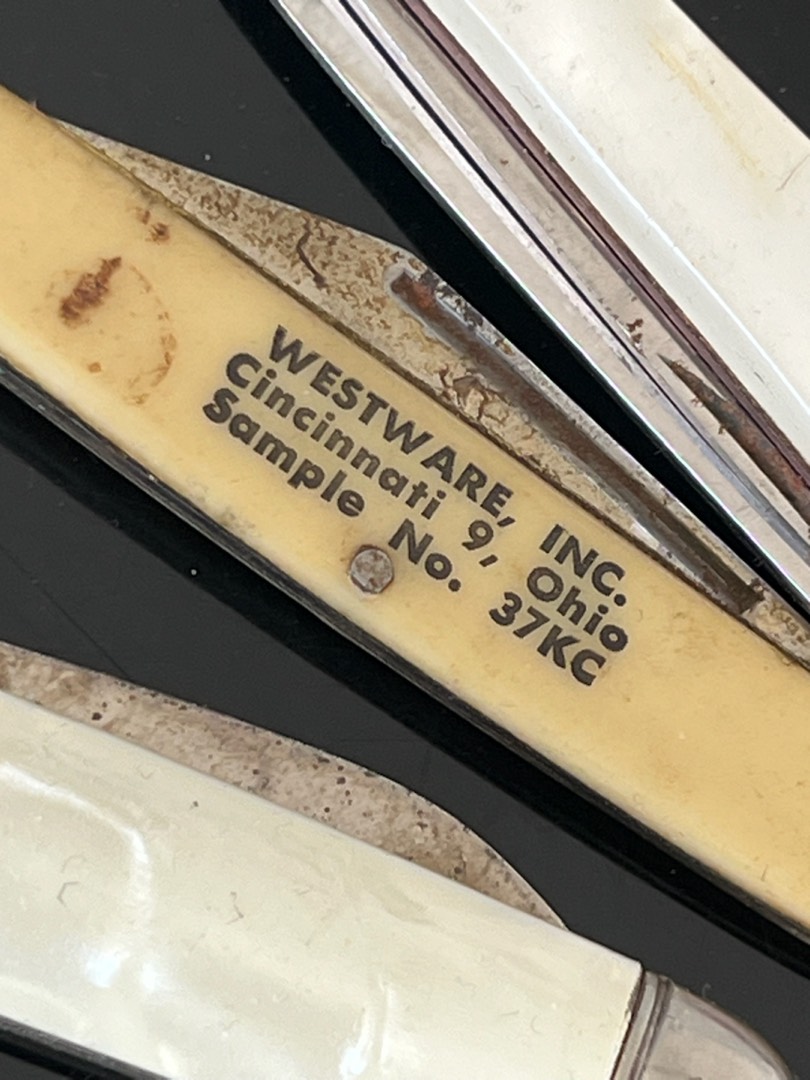 WESTWARE, INC.
Cincinnati 9, Ohio
Sample No. 37KC